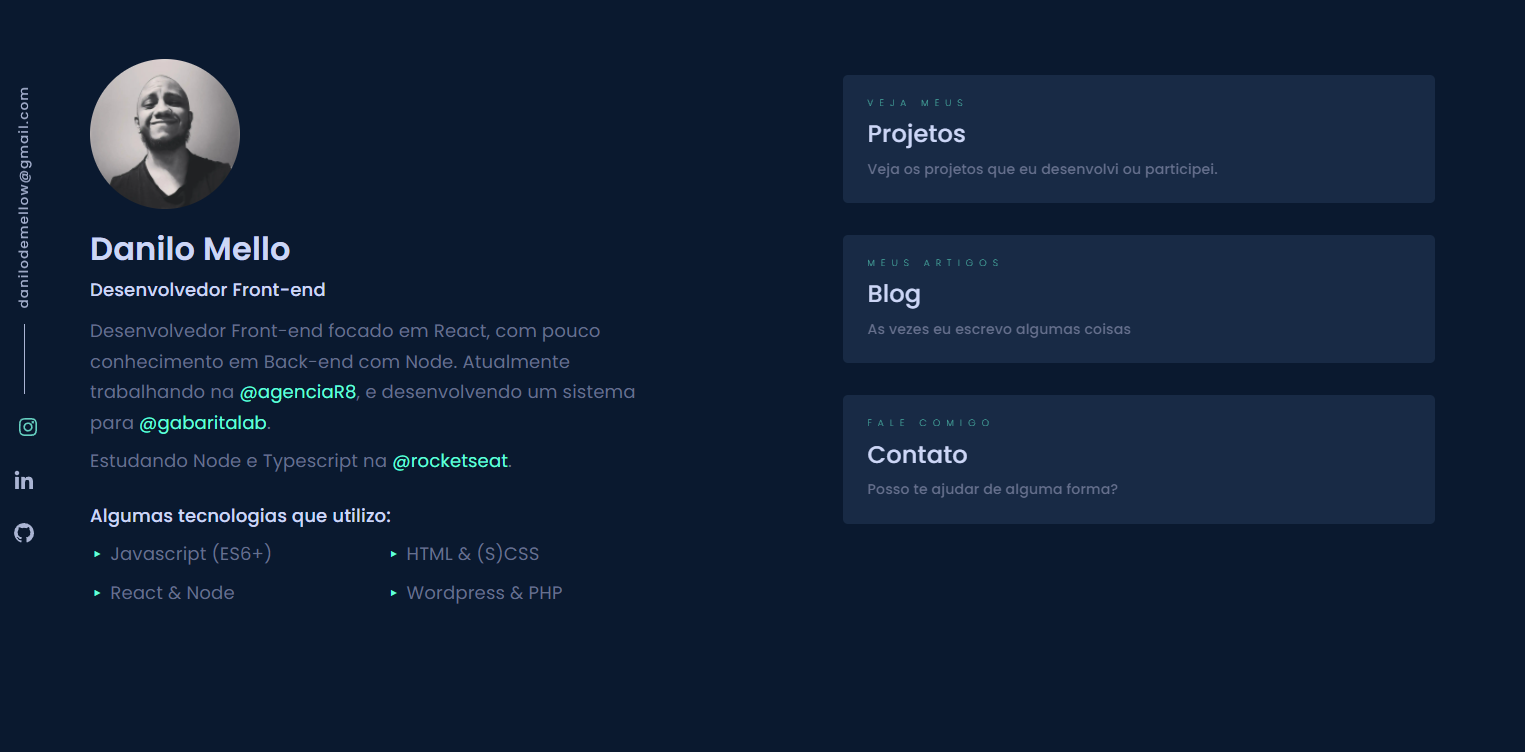 danilodemellow@gmail.com
Danilo Mello
Desenvolvedor Front-end
Desenvolvedor Front-end focado em React, com pouco
conhecimento em Back-end com Node. Atualmente
trabalhando na @agenciaR8, e desenvolvendo um sistema
para @gabaritalab.
Estudando Node e Typescript na @rocketseat.
Algumas tecnologias que utilizo:
Javascript (ES6+)
HTML & (S)CSS
React & Node
Wordpress & PHP
VEJA MEUS
Projetos
Veja os projetos que eu desenvolvi ou participei.
MEUS ARTIGOS
Blog
As vezes eu escrevo algumas coisas
FALE COMIGO
Contato
Posso te ajudar de alguma forma?